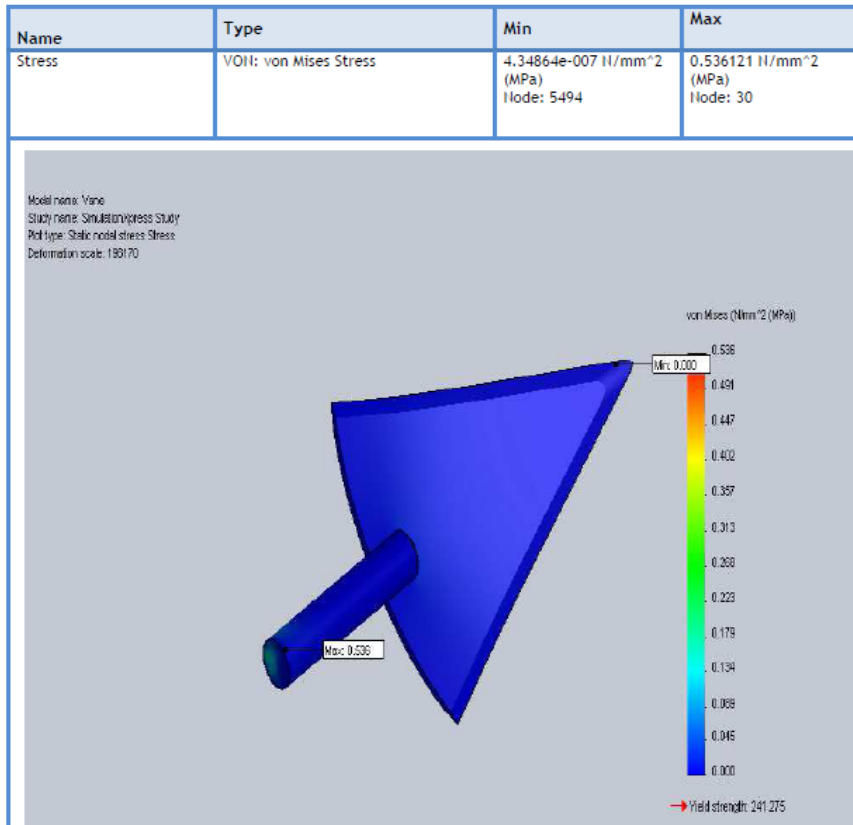 Name Type Min Max
Stress VON: von Mises Stress 4.34864e-007 N/mm^2 0.536121 N/mm^2
(MPa) (MPa)
Node: 5494 Node: 30
Model name: Vane
Study name: SimulationXpress Study
Plot type: Static nodal stress Stress
Deformation scale: 196170
von Mises (N/mm^2 (MPa))
0.536
Min: 0.000
0.491
0.447
0.402
0.357
0.313
0.268
0.223
0.179
Max: 0.536
0.134
0.089
0.045
0.000
Yield strength: 241.275